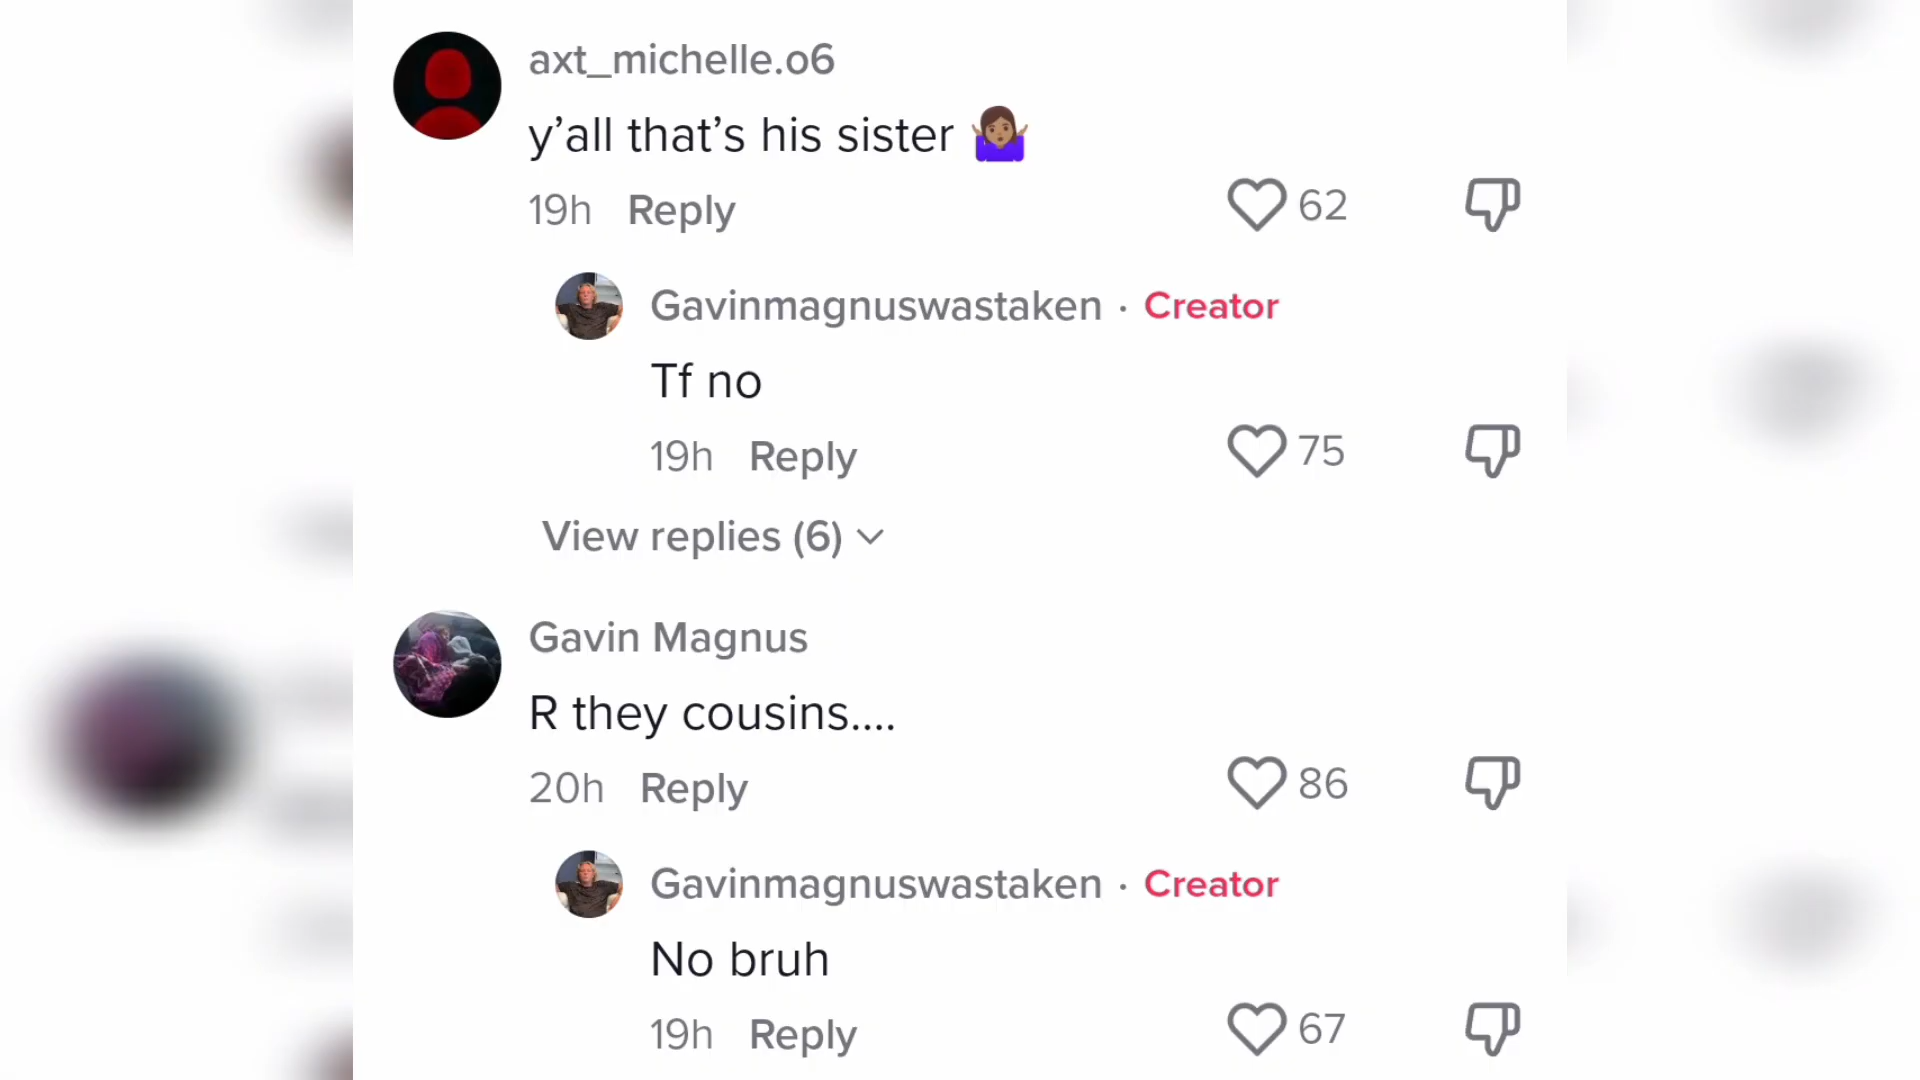 axt_michelle.o6
y’all that’s his sister 🤷🏽‍♀️
19h Reply 62
Gavinmagnuswastaken · Creator
Tf no
19h Reply 75
View replies (6)
Gavin Magnus
R they cousins....
20h Reply 86
Gavinmagnuswastaken · Creator
No bruh
19h Reply 67